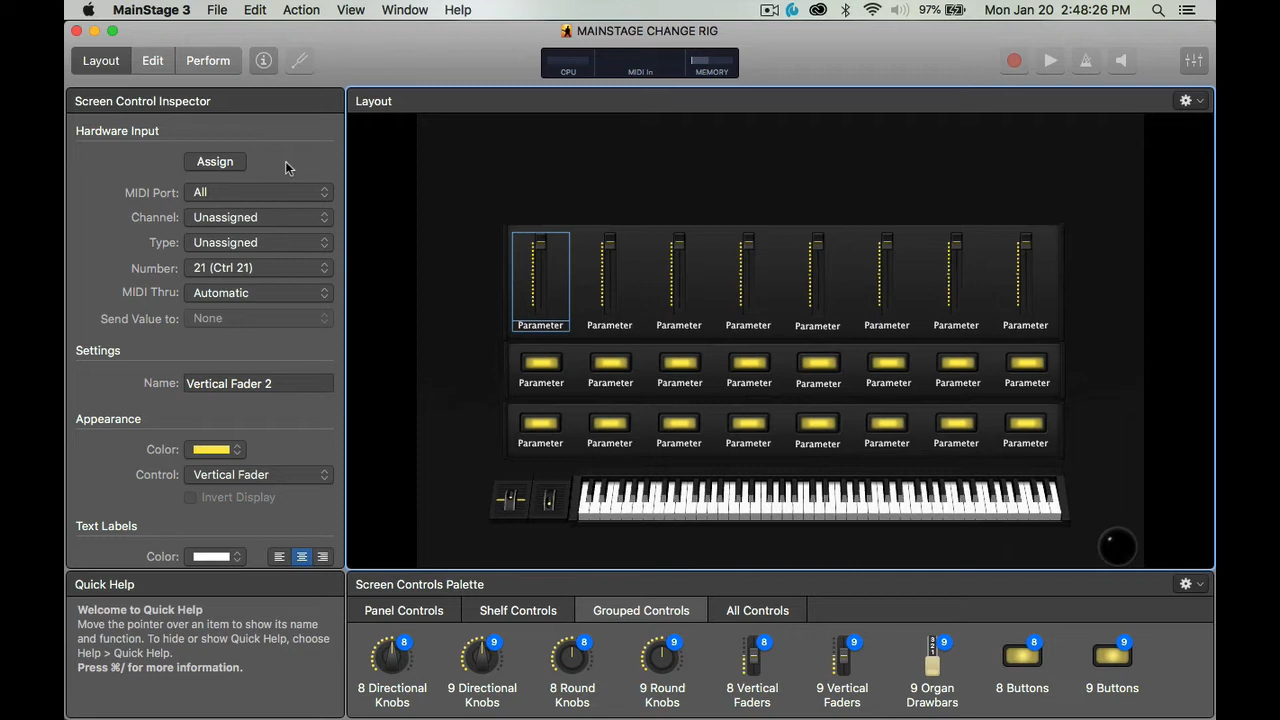 MainStage 3 File Edit Action View Window Help 97% Mon Jan 20 2:48:26 PM
MAINSTAGE CHANGE RIG
Layout Edit Perform
CPU MIDI In MEMORY
Screen Control Inspector
Hardware Input
Assign
MIDI Port: All
Channel: Unassigned
Type: Unassigned
Number: 21 (Ctrl 21)
MIDI Thru: Automatic
Send Value to: None
Settings
Name: Vertical Fader 2
Appearance
Color:
Control: Vertical Fader
Invert Display
Text Labels
Color:
Quick Help
Welcome to Quick Help
Move the pointer over an item to show its name
and function. To hide or show Quick Help, choose
Help > Quick Help.
Press ⌘/ for more information.
Layout
Parameter Parameter Parameter Parameter Parameter Parameter Parameter Parameter
Parameter Parameter Parameter Parameter Parameter Parameter Parameter Parameter
Parameter Parameter Parameter Parameter Parameter Parameter Parameter Parameter
Screen Controls Palette
Panel Controls Shelf Controls Grouped Controls All Controls
8 9 8 9 8 9 9 8 9
8 Directional 9 Directional 8 Round 9 Round 8 Vertical 9 Vertical 9 Organ 8 Buttons 9 Buttons
Knobs Knobs Knobs Knobs Faders Faders Drawbars